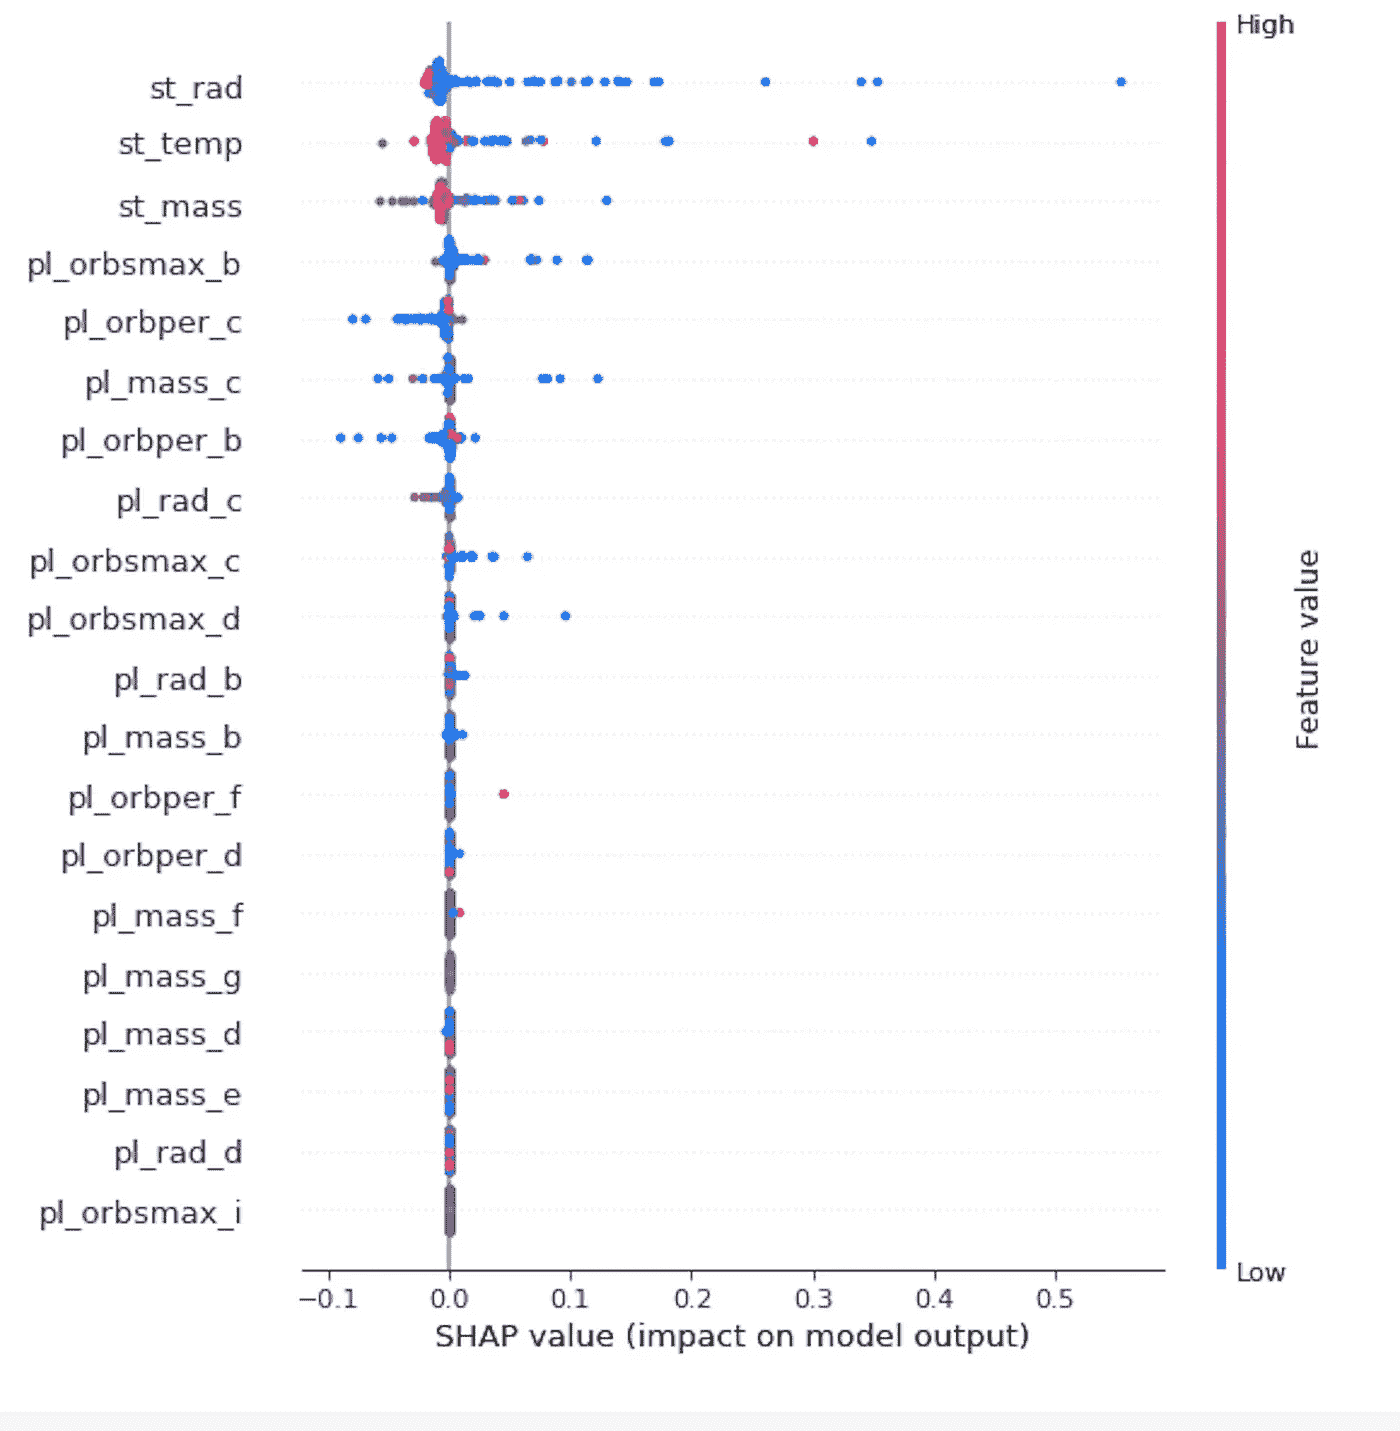 High
st_rad
st_temp
st_mass
pl_orbsmax_b
pl_orbper_c
pl_mass_c
pl_orbper_b
pl_rad_c
pl_orbsmax_c
pl_orbsmax_d
pl_rad_b
pl_mass_b
pl_orbper_f
pl_orbper_d
pl_mass_f
pl_mass_g
pl_mass_d
pl_mass_e
pl_rad_d
pl_orbsmax_i
Feature value
Low
−0.1 0.0 0.1 0.2 0.3 0.4 0.5
SHAP value (impact on model output)